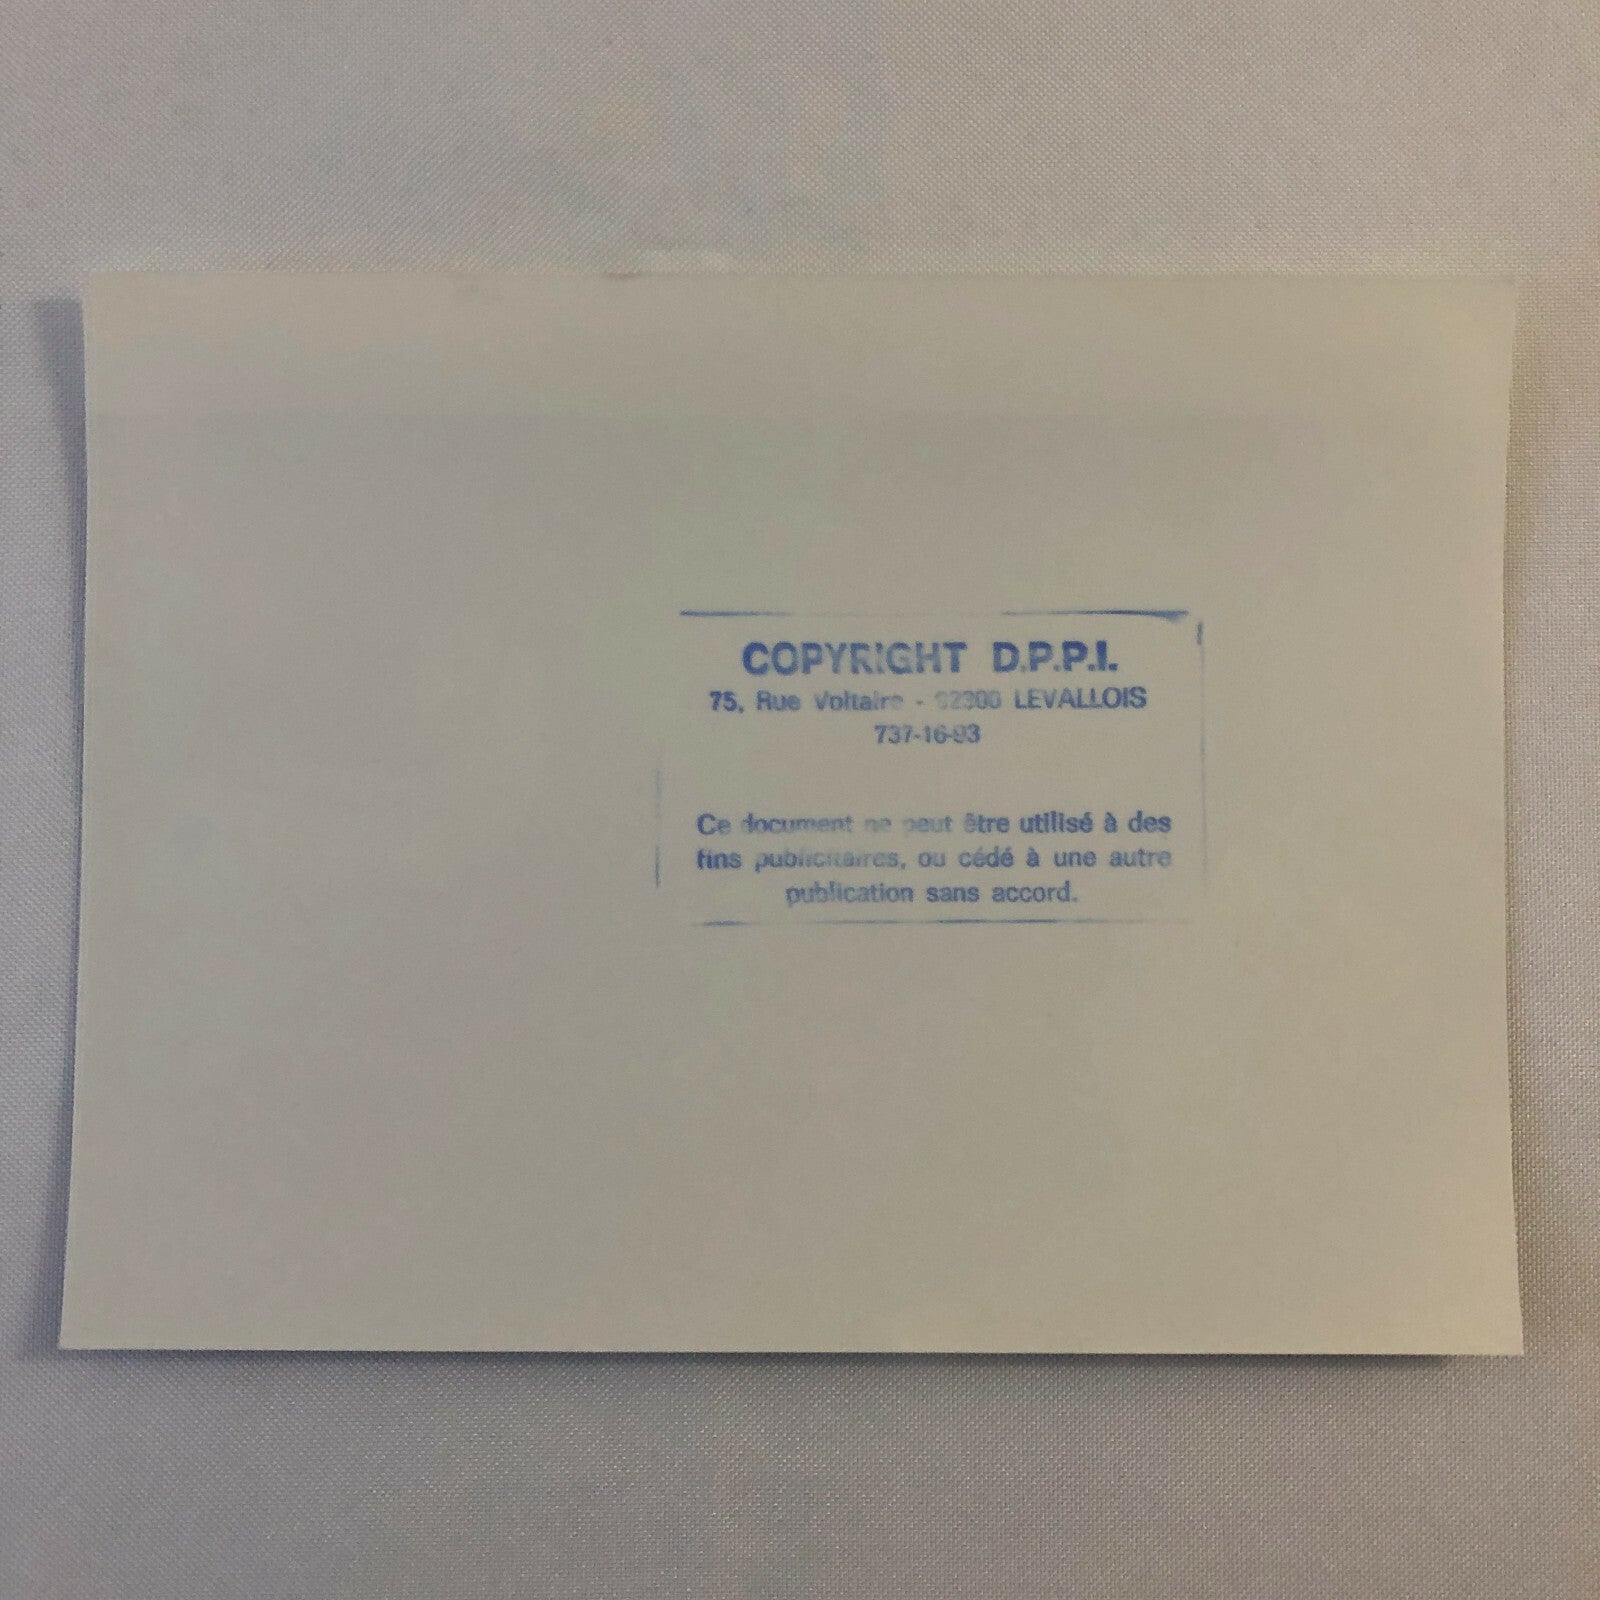 COPYRIGHT D.P.P.I.
75, Rue Voltaire - 92300 LEVALLOIS
737-16-93
Ce document ne peut être utilisé à des
fins publicitaires, ou cédé à une autre
publication sans accord.